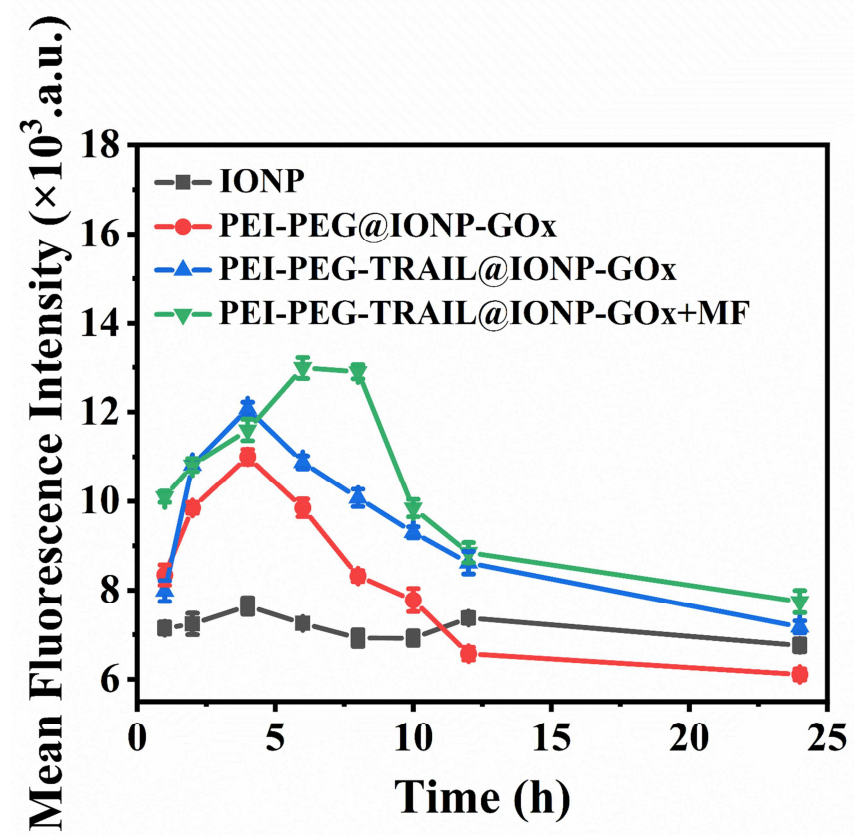 Mean Fluorescence Intensity (×10³.a.u.)
18
16
14
12
10
8
6
IONP
PEI-PEG@IONP-GOx
PEI-PEG-TRAIL@IONP-GOx
PEI-PEG-TRAIL@IONP-GOx+MF
0 5 10 15 20 25
Time (h)